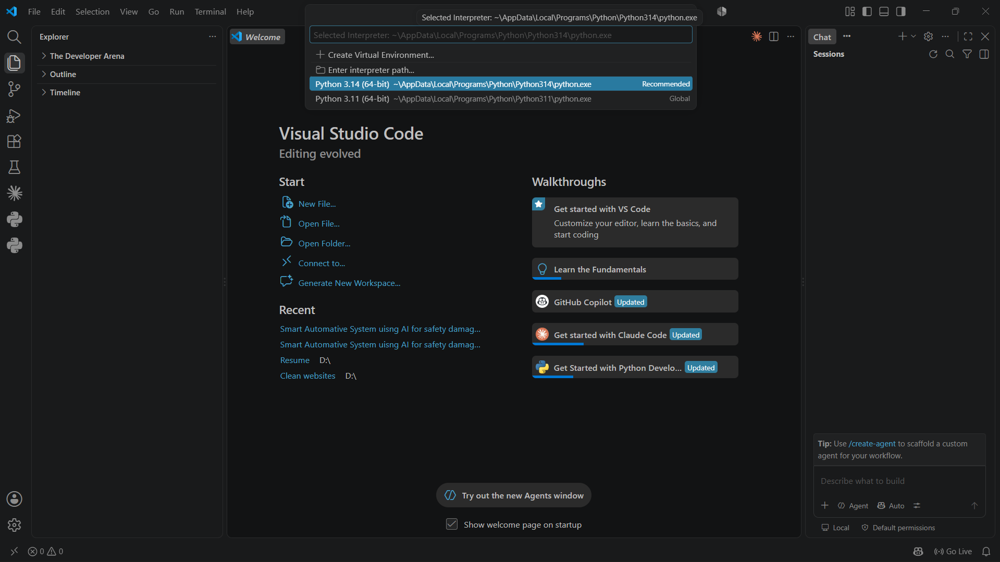 File Edit Selection View Go Run Terminal Help
Selected Interpreter: ~\AppData\Local\Programs\Python\Python314\python.exe
Selected Interpreter: ~\AppData\Local\Programs\Python\Python314\python.exe
Create Virtual Environment...
Enter interpreter path...
Python 3.14 (64-bit) ~\AppData\Local\Programs\Python\Python314\python.exe Recommended
Python 3.11 (64-bit) ~\AppData\Local\Programs\Python\Python311\python.exe Global
Explorer
The Developer Arena
Outline
Timeline
Welcome
Visual Studio Code
Editing evolved
Start
New File...
Open File...
Open Folder...
Connect to...
Generate New Workspace...
Recent
Smart Automative System uisng AI for safety damag...
Smart Automative System uisng AI for safety damag...
Resume D:\
Clean websites D:\
Walkthroughs
Get started with VS Code
Customize your editor, learn the basics, and
start coding
Learn the Fundamentals
GitHub Copilot Updated
Get started with Claude Code Updated
Get Started with Python Develo... Updated
Try out the new Agents window
Show welcome page on startup
Chat
Sessions
Tip: Use /create-agent to scaffold a custom
agent for your workflow.
Describe what to build
Agent Auto
Local Default permissions
0 0
Go Live